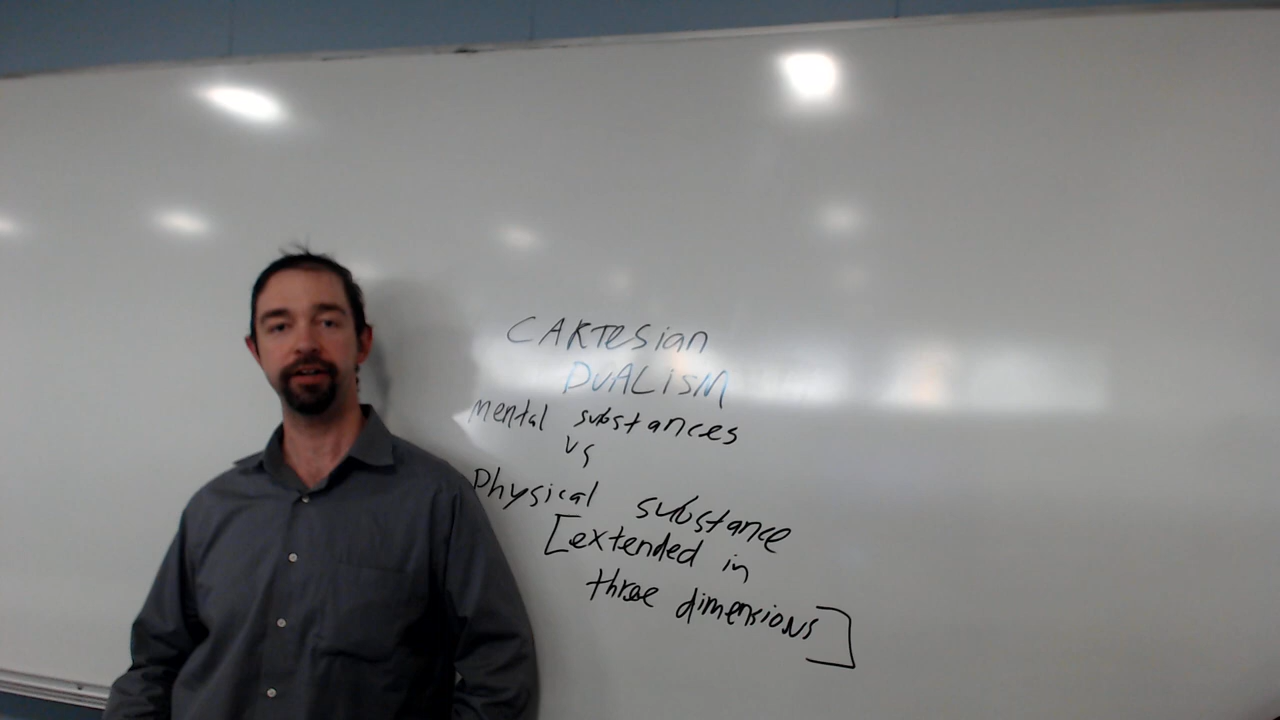 CARTESian
DUALISM
Mental substances
vs
Physical substance
[extended in
three dimensions]